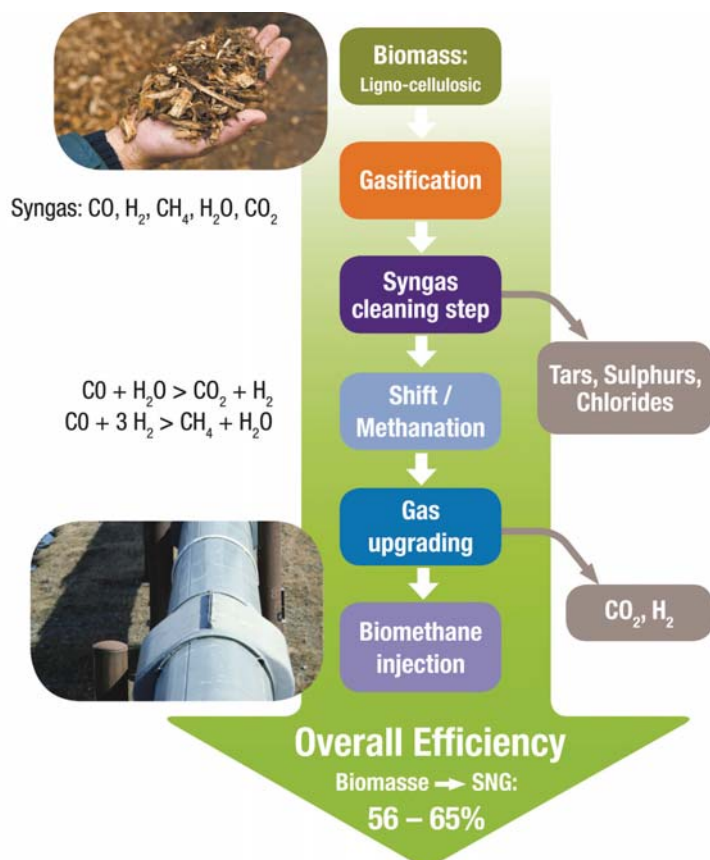 Biomass:
Ligno-cellulosic
Gasification
Syngas: CO, H₂, CH₄, H₂O, CO₂
Syngas
cleaning step
Tars, Sulphurs,
Chlorides
CO + H₂O > CO₂ + H₂
CO + 3 H₂ > CH₄ + H₂O
Shift /
Methanation
Gas
upgrading
CO₂, H₂
Biomethane
injection
Overall Efficiency
Biomasse → SNG:
56 – 65%